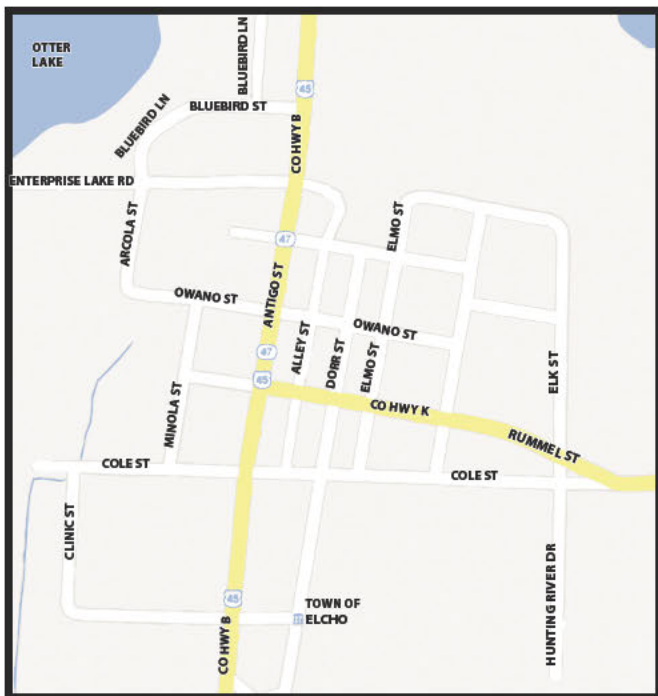 OTTER
LAKE
BLUEBIRD LN
45
BLUEBIRD ST
BLUEBIRD LN
CO HWY B
ENTERPRISE LAKE RD
ARCOLA ST
47
ELMO ST
ANTIGO ST
OWANO ST
OWANO ST
ALLEY ST
DORR ST
ELMO ST
47
45
ELK ST
MINOLA ST
CO HWY K
RUMMEL ST
COLE ST
COLE ST
CLINIC ST
HUNTING RIVER DR
45
TOWN OF
ELCHO
CO HWY B